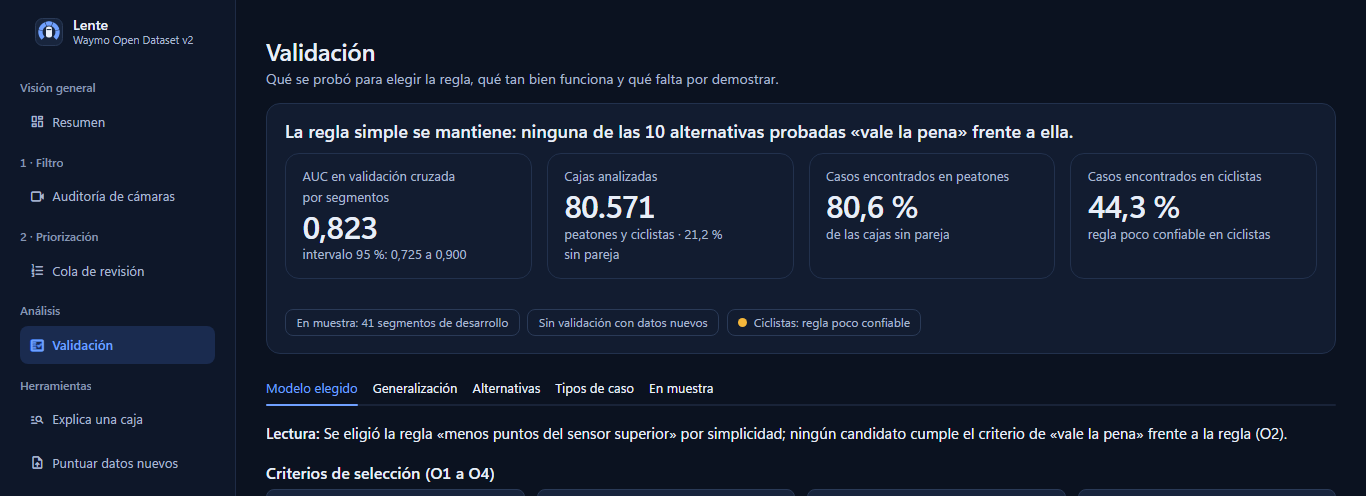 Lente
Waymo Open Dataset v2
Visión general
Resumen
1 · Filtro
Auditoría de cámaras
2 · Priorización
Cola de revisión
Análisis
Validación
Herramientas
Explica una caja
Puntuar datos nuevos
Validación
Qué se probó para elegir la regla, qué tan bien funciona y qué falta por demostrar.
La regla simple se mantiene: ninguna de las 10 alternativas probadas «vale la pena» frente a ella.
AUC en validación cruzada
por segmentos
0,823
intervalo 95 %: 0,725 a 0,900
Cajas analizadas
80.571
peatones y ciclistas · 21,2 %
sin pareja
Casos encontrados en peatones
80,6 %
de las cajas sin pareja
Casos encontrados en ciclistas
44,3 %
regla poco confiable en ciclistas
En muestra: 41 segmentos de desarrollo
Sin validación con datos nuevos
Ciclistas: regla poco confiable
Modelo elegido
Generalización
Alternativas
Tipos de caso
En muestra
Lectura: Se eligió la regla «menos puntos del sensor superior» por simplicidad; ningún candidato cumple el criterio de «vale la pena» frente a la regla (O2).
Criterios de selección (O1 a O4)